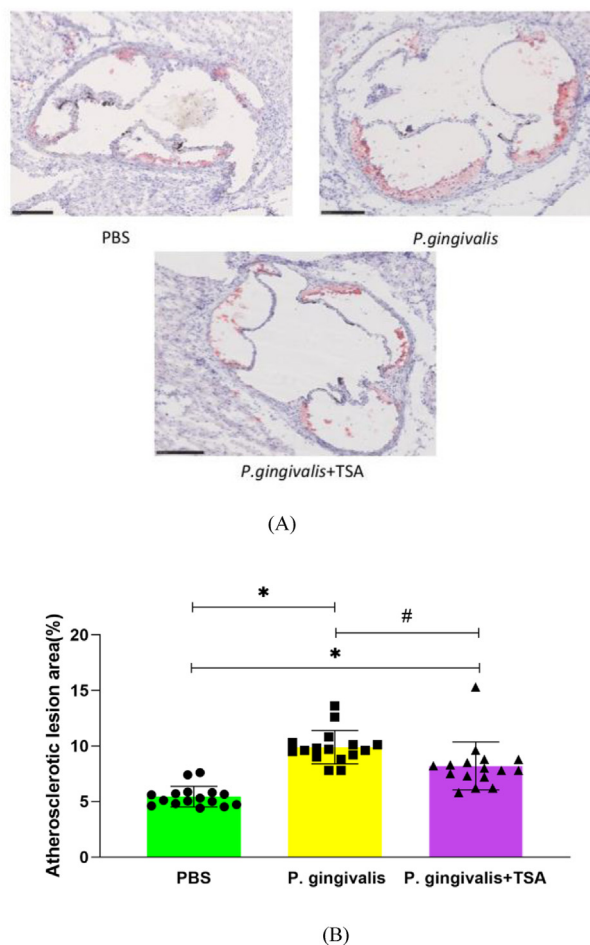 PBS
P.gingivalis
P.gingivalis+TSA
(A)
*
#
*
Atherosclerotic lesion area(%)
20
15
10
5
0
PBS
P. gingivalis
P. gingivalis+TSA
(B)